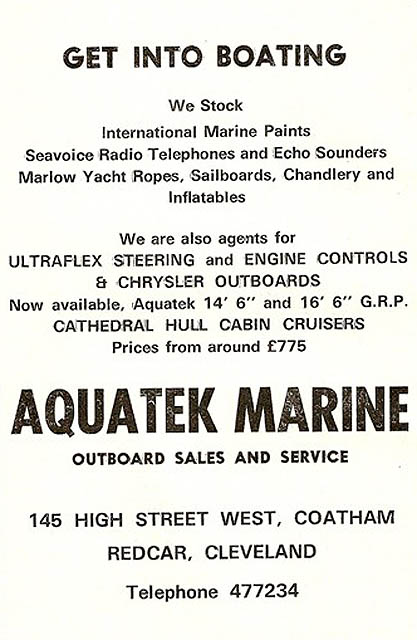 GET INTO BOATING
We Stock
International Marine Paints
Seavoice Radio Telephones and Echo Sounders
Marlow Yacht Ropes, Sailboards, Chandlery and
Inflatables
We are also agents for
ULTRAFLEX STEERING and ENGINE CONTROLS
& CHRYSLER OUTBOARDS
Now available, Aquatek 14′ 6″ and 16′ 6″ G.R.P.
CATHEDRAL HULL CABIN CRUISERS
Prices from around £775
AQUATEK MARINE
OUTBOARD SALES AND SERVICE
145 HIGH STREET WEST, COATHAM
REDCAR, CLEVELAND
Telephone 477234